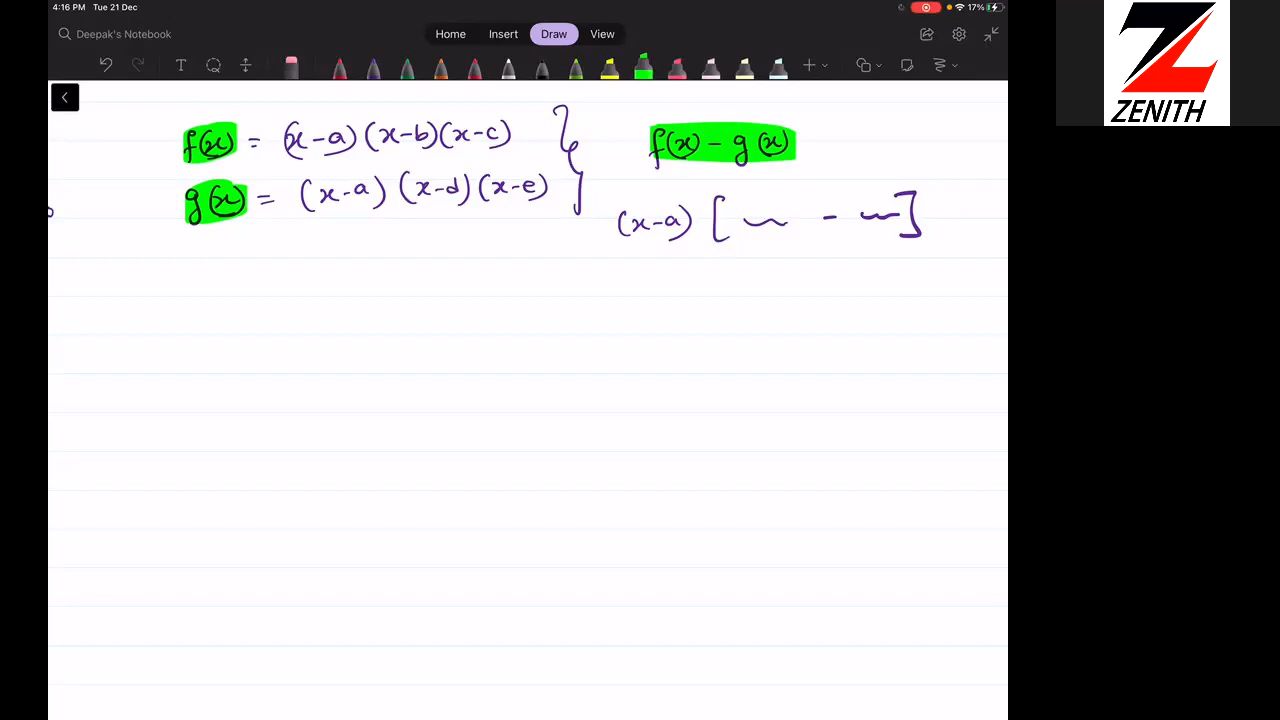 4:16 PM Tue 21 Dec
17%
Deepak's Notebook
Home Insert Draw View
f(x) = (x-a)(x-b)(x-c)
g(x) = (x-a)(x-d)(x-e)
f(x) - g(x)
(x-a) [ ~ - ~ ]
ZENITH